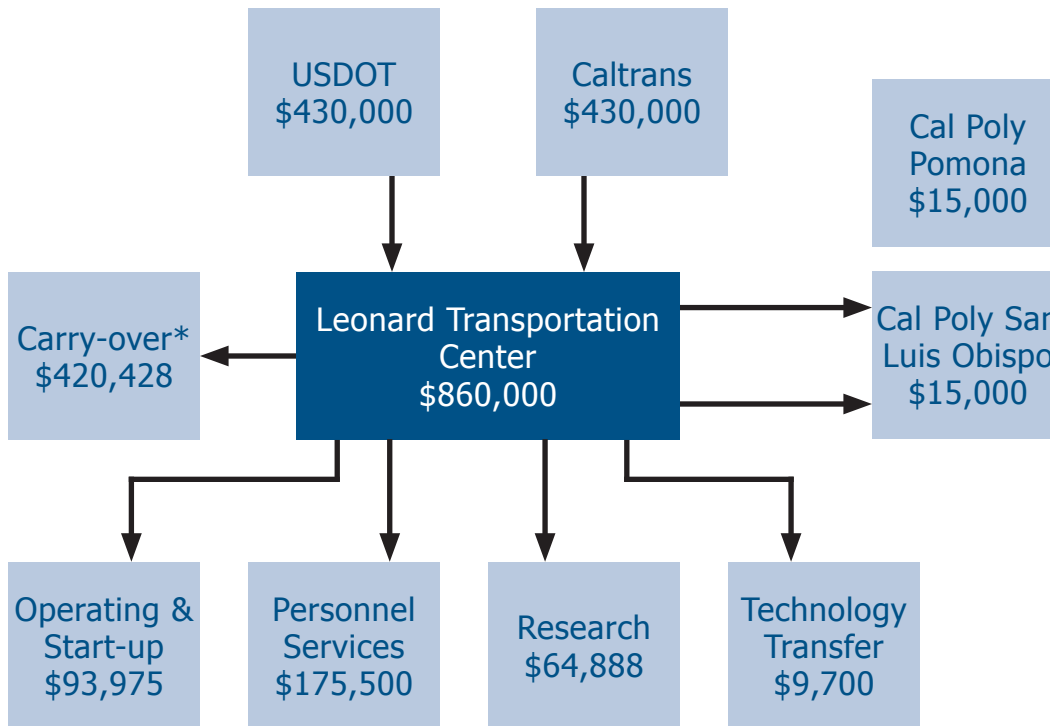 USDOT
$430,000
Caltrans
$430,000
Cal Poly
Pomona
$15,000
Carry-over*
$420,428
Leonard Transportation
Center
$860,000
Cal Poly San
Luis Obispo
$15,000
Operating &
Start-up
$93,975
Personnel
Services
$175,500
Research
$64,888
Technology
Transfer
$9,700